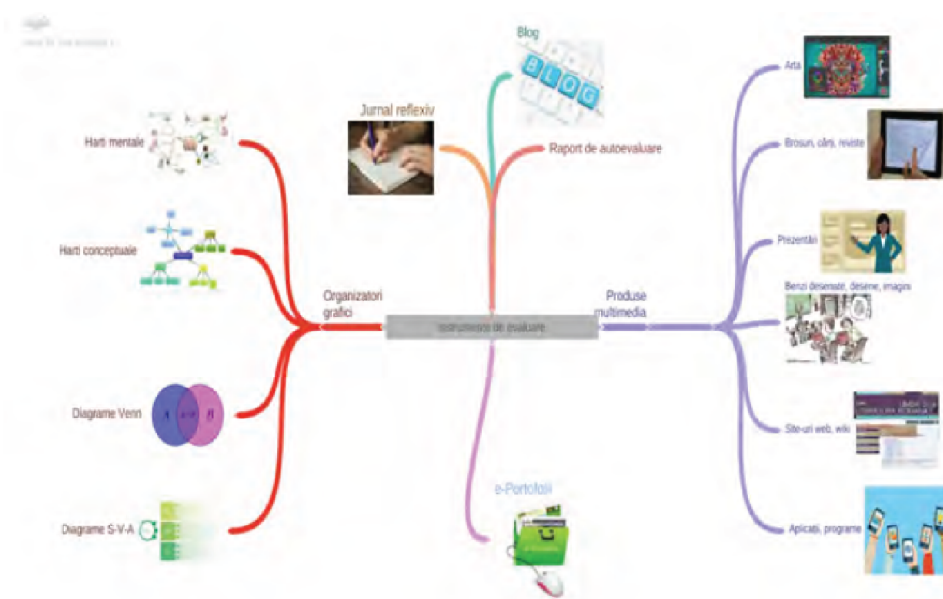 Blog
BLOG
Jurnal reflexiv
Raport de autoevaluare
Harti mentale
Harti conceptuale
Organizatori
grafici
Diagrame Venn
A
B
Diagrame S-V-A
Instrumente de evaluare
e-Portofolii
Produse
multimedia
Arta
Brosuri, cărți, reviste
Prezentări
Benzi desenate, desene, imagini
Site-uri web, wiki
Aplicații, programe